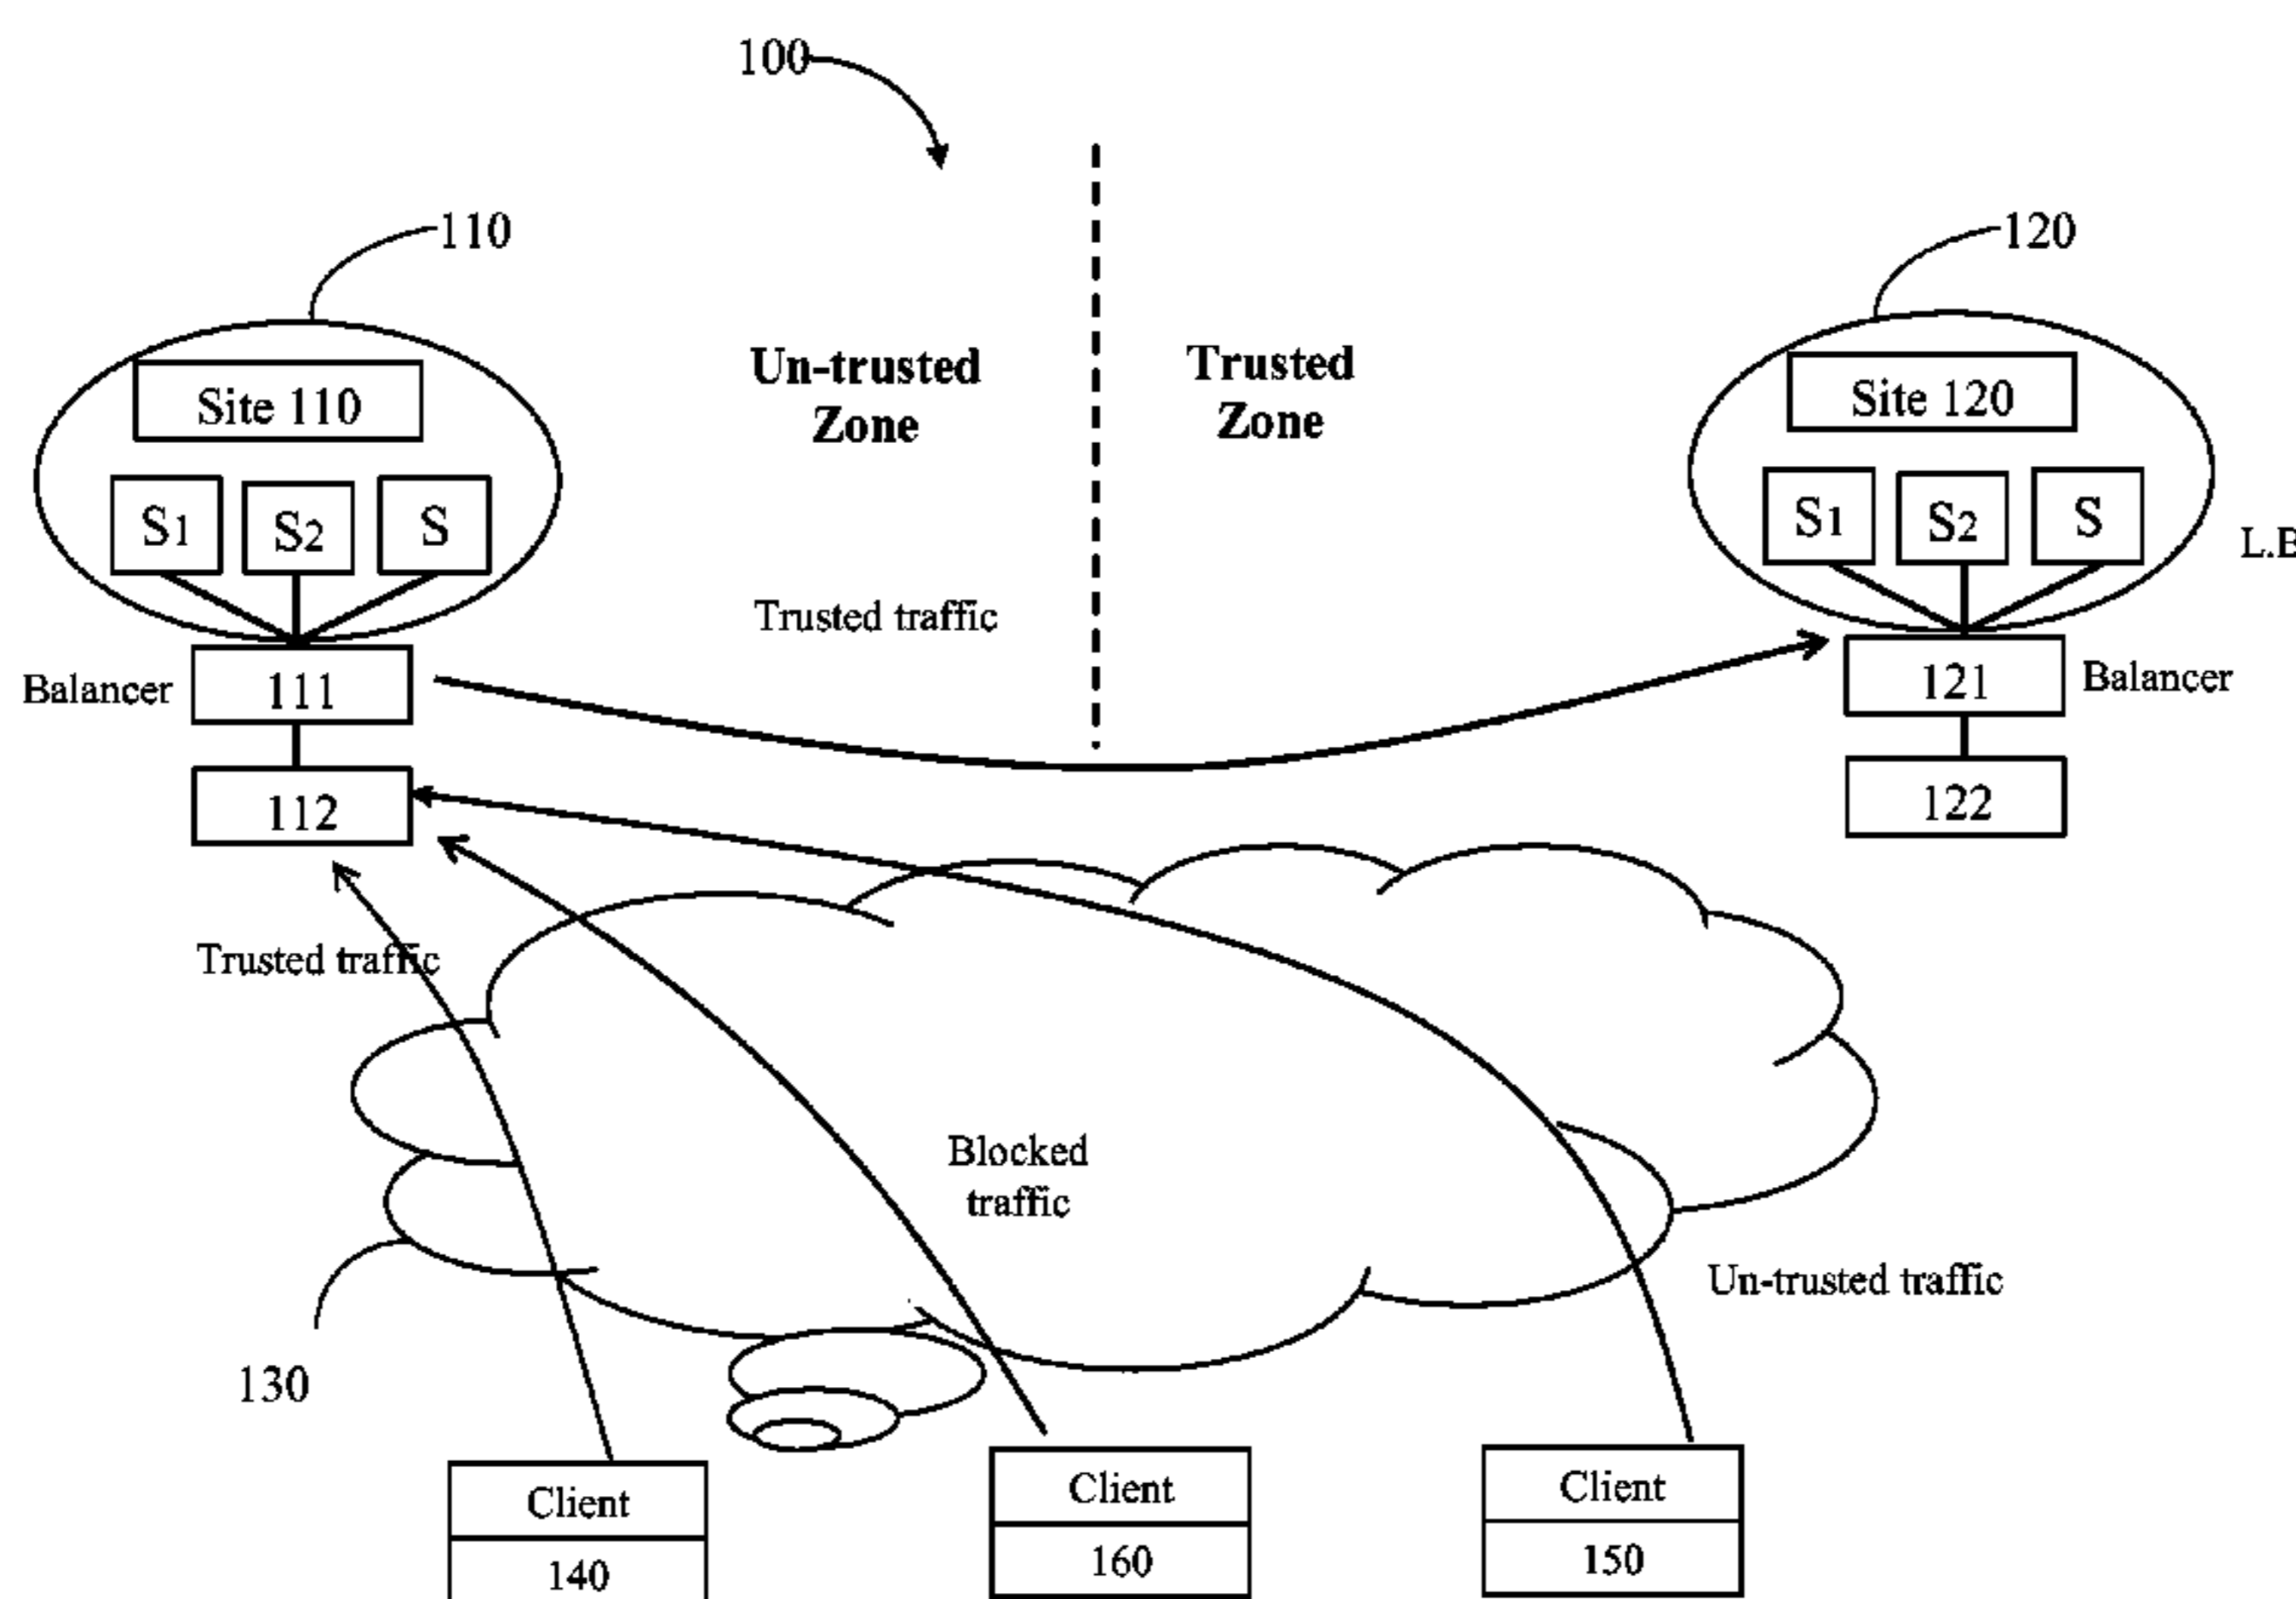 100
110
120
Un-trusted
Zone
Trusted
Zone
Site 110
Site 120
S1
S2
S
S1
S2
S
L.B
Trusted traffic
Balancer
111
121
Balancer
112
122
Trusted traffic
Blocked
traffic
Un-trusted traffic
130
Client
140
Client
160
Client
150